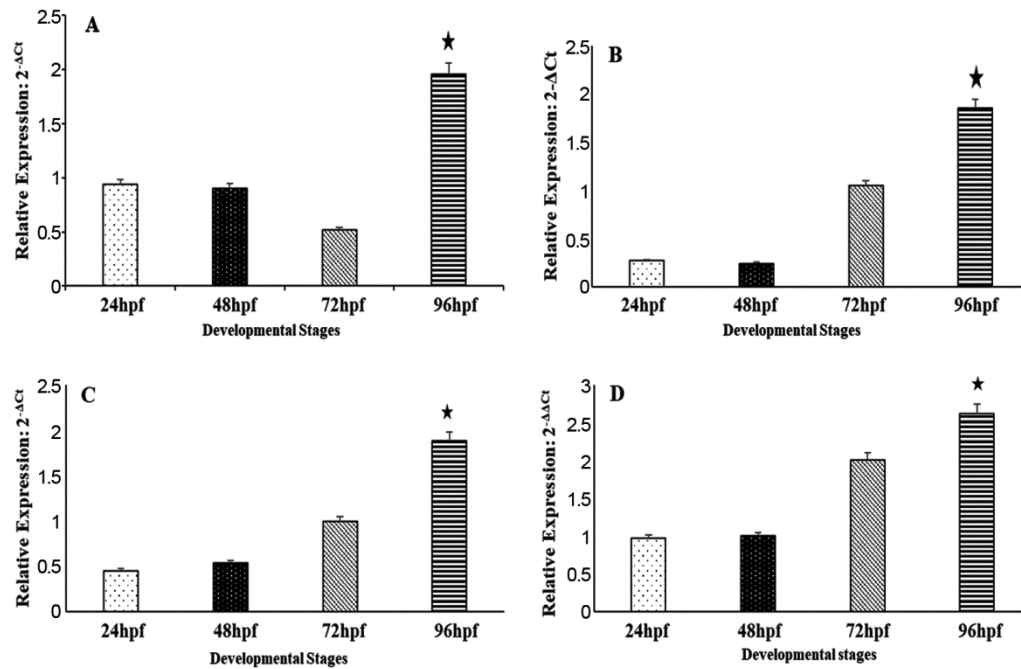 A
Relative Expression: 2-ΔCt
2.5
2
1.5
1
0.5
0
24hpf 48hpf 72hpf 96hpf
Developmental Stages
B
Relative Expression: 2-ΔCt
2.5
2
1.5
1
0.5
0
24hpf 48hpf 72hpf 96hpf
Developmental Stages
C
Relative Expression: 2-ΔCt
2.5
2
1.5
1
0.5
0
24hpf 48hpf 72hpf 96hpf
Developmental Stages
D
Relative Expression: 2-ΔΔCt
3
2.5
2
1.5
1
0.5
0
24hpf 48hpf 72hpf 96hpf
Developmental stages